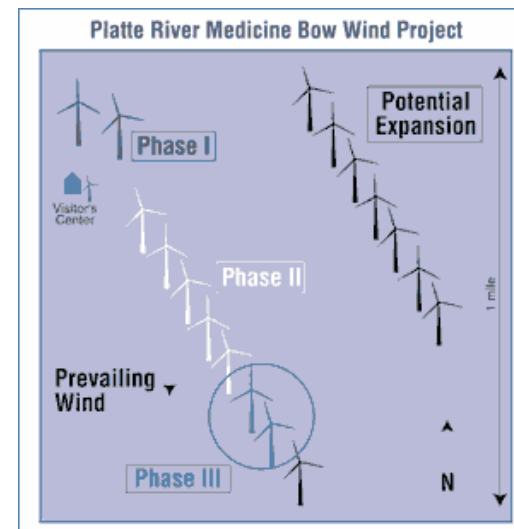 Platte River Medicine Bow Wind Project
Potential
Expansion
Phase I
Visitor's
Center
Phase II
1 mile
Prevailing
Wind
Phase III
N